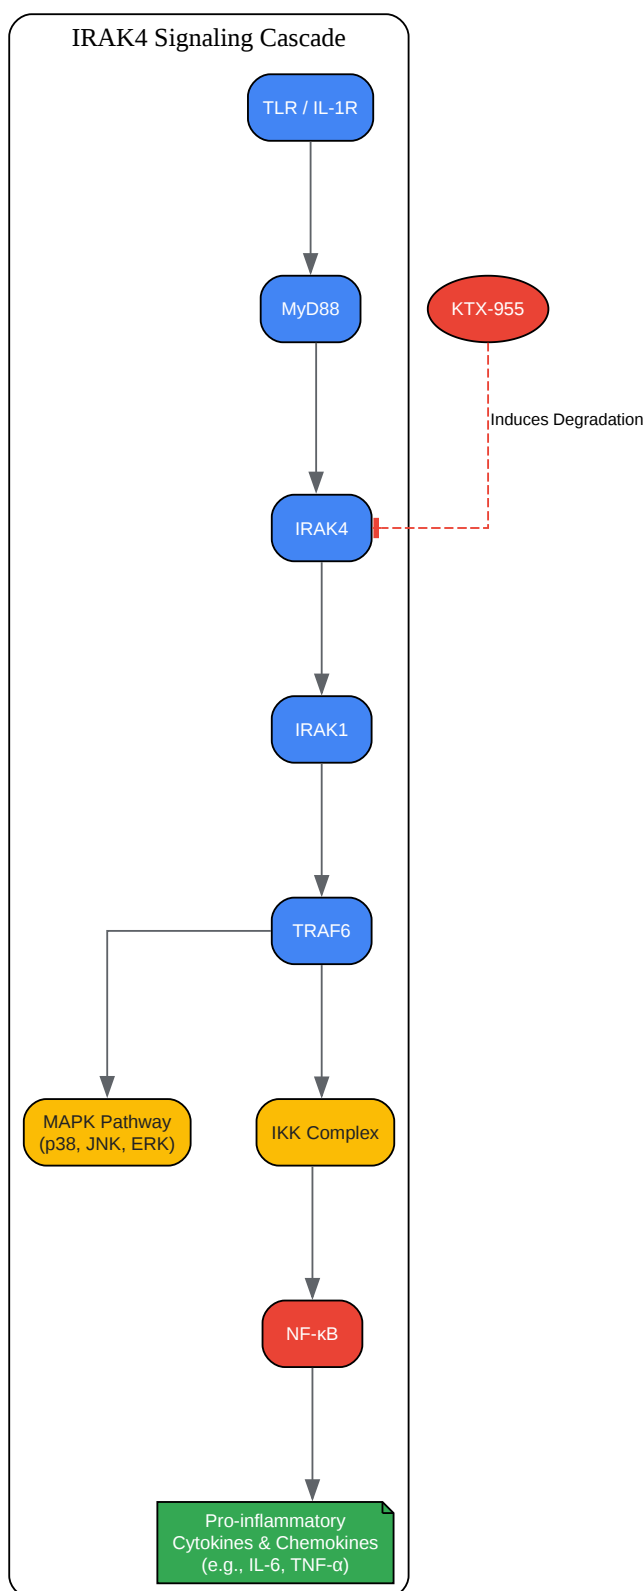 IRAK4 Signaling Cascade
TLR / IL-1R
MyD88
KTX-955
Induces Degradation
IRAK4
IRAK1
TRAF6
MAPK Pathway
(p38, JNK, ERK)
IKK Complex
NF-κB
Pro-inflammatory
Cytokines & Chemokines
(e.g., IL-6, TNF-α)